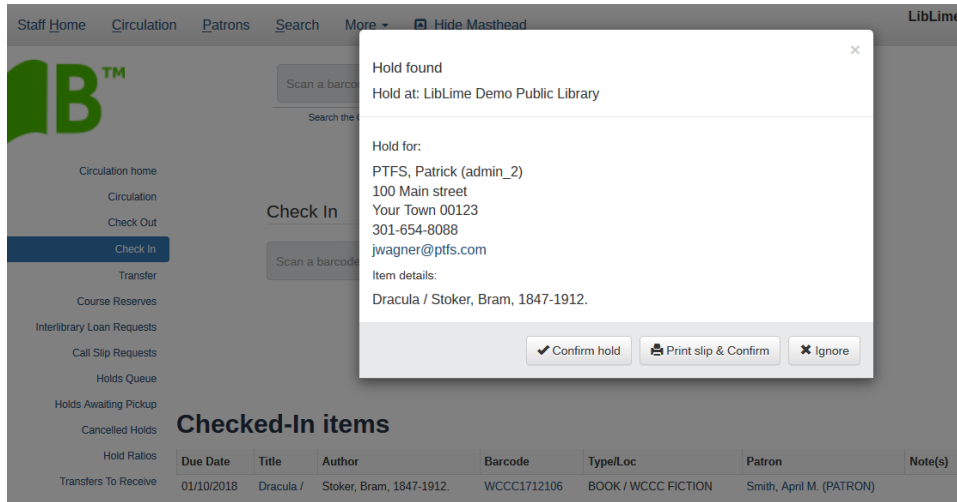 Staff Home Circulation Patrons Search More Hide Masthead LibLime
B™
Scan a barco
Search the
Hold found
×
Hold at: LibLime Demo Public Library
Hold for:
PTFS, Patrick (admin_2)
100 Main street
Your Town 00123
301-654-8088
jwagner@ptfs.com
Item details:
Dracula / Stoker, Bram, 1847-1912.
Confirm hold Print slip & Confirm Ignore
Circulation home
Circulation
Check Out
Check In
Transfer
Course Reserves
Interlibrary Loan Requests
Call Slip Requests
Holds Queue
Holds Awaiting Pickup
Cancelled Holds
Hold Ratios
Transfers To Receive
Check In
Scan a barcode
Checked-In items
Due Date Title Author Barcode Type/Loc Patron Note(s)
01/10/2018 Dracula / Stoker, Bram, 1847-1912. WCCC1712106 BOOK / WCCC FICTION Smith, April M. (PATRON)